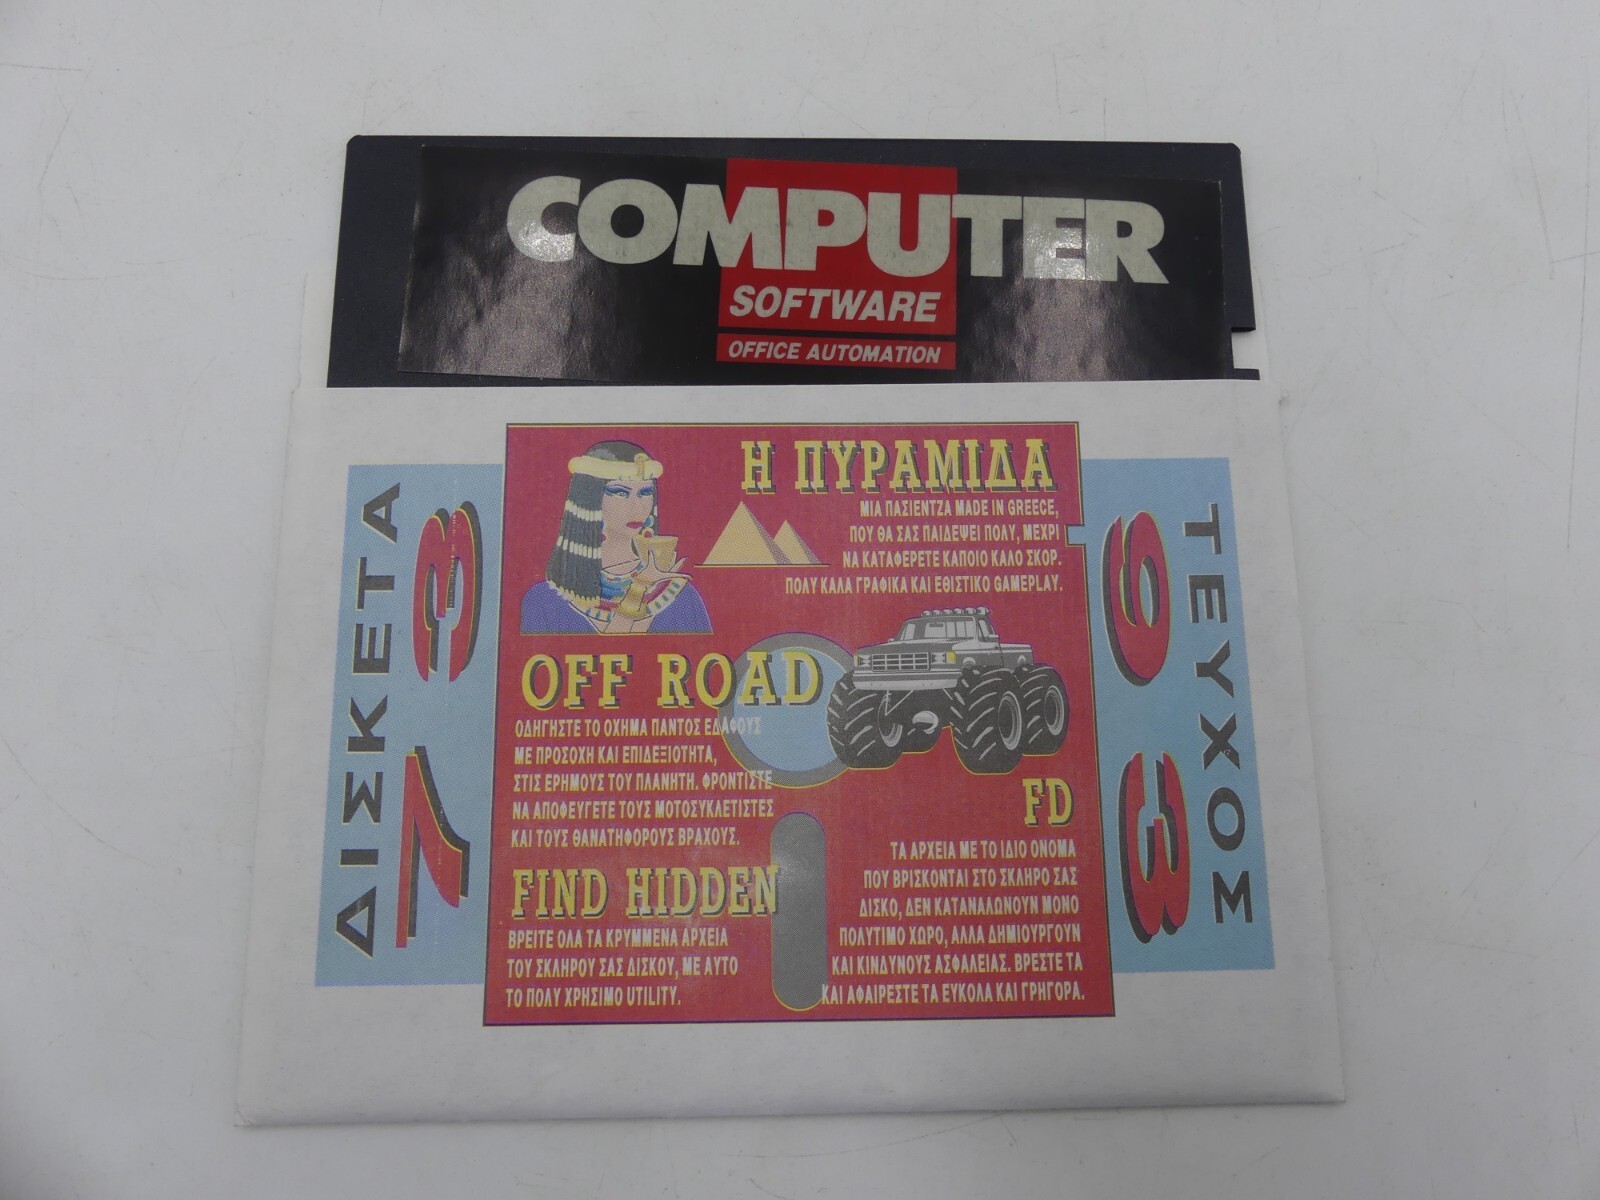 COMPUTER
SOFTWARE
OFFICE AUTOMATION
ΔΙΣΚΕΤΑ
73
Η ΠΥΡΑΜΙΔΑ
ΜΙΑ ΠΑΣΙΕΝΤΖΑ MADE IN GREECE,
ΠΟΥ ΘΑ ΣΑΣ ΠΑΙΔΕΨΕΙ ΠΟΛΥ, ΜΕΧΡΙ
ΝΑ ΚΑΤΑΦΕΡΕΤΕ ΚΑΠΟΙΟ ΚΑΛΟ ΣΚΟΡ.
ΠΟΛΥ ΚΑΛΑ ΓΡΑΦΙΚΑ ΚΑΙ ΕΘΙΣΤΙΚΟ GAMEPLAY.
OFF ROAD
ΟΔΗΓΗΣΤΕ ΤΟ ΟΧΗΜΑ ΠΑΝΤΟΣ ΕΔΑΦΟΥΣ
ΜΕ ΠΡΟΣΟΧΗ ΚΑΙ ΕΠΙΔΕΞΙΟΤΗΤΑ,
ΣΤΙΣ ΕΡΗΜΟΥΣ ΤΟΥ ΠΛΑΝΗΤΗ. ΦΡΟΝΤΙΣΤΕ
ΝΑ ΑΠΟΦΕΥΓΕΤΕ ΤΟΥΣ ΜΟΤΟΣΥΚΛΕΤΙΣΤΕΣ
ΚΑΙ ΤΟΥΣ ΘΑΝΑΤΗΦΟΡΟΥΣ ΒΡΑΧΟΥΣ.
FIND HIDDEN
ΒΡΕΙΤΕ ΟΛΑ ΤΑ ΚΡΥΜΜΕΝΑ ΑΡΧΕΙΑ
ΤΟΥ ΣΚΛΗΡΟΥ ΣΑΣ ΔΙΣΚΟΥ, ΜΕ ΑΥΤΟ
ΤΟ ΠΟΛΥ ΧΡΗΣΙΜΟ UTILITY.
FD
ΤΑ ΑΡΧΕΙΑ ΜΕ ΤΟ ΙΔΙΟ ΟΝΟΜΑ
ΠΟΥ ΒΡΙΣΚΟΝΤΑΙ ΣΤΟ ΣΚΛΗΡΟ ΣΑΣ
ΔΙΣΚΟ, ΔΕΝ ΚΑΤΑΝΑΛΩΝΟΥΝ ΜΟΝΟ
ΠΟΛΥΤΙΜΟ ΧΩΡΟ, ΑΛΛΑ ΔΗΜΙΟΥΡΓΟΥΝ
ΚΑΙ ΚΙΝΔΥΝΟΥΣ ΑΣΦΑΛΕΙΑΣ. ΒΡΕΣΤΕ ΤΑ
ΚΑΙ ΑΦΑΙΡΕΣΤΕ ΤΑ ΕΥΚΟΛΑ ΚΑΙ ΓΡΗΓΟΡΑ.
ΤΕΥΧΟΣ
93